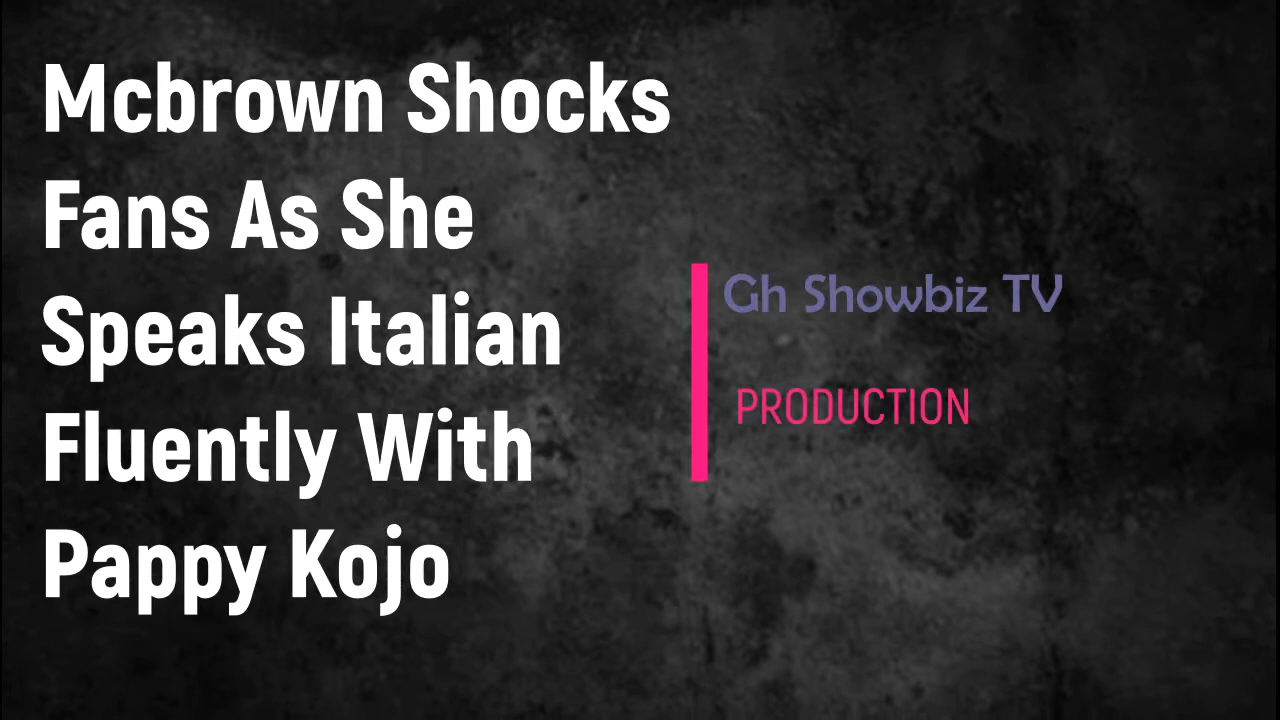 Mcbrown Shocks
Fans As She
Speaks Italian
Fluently With
Pappy Kojo
Gh Showbiz TV
PRODUCTION